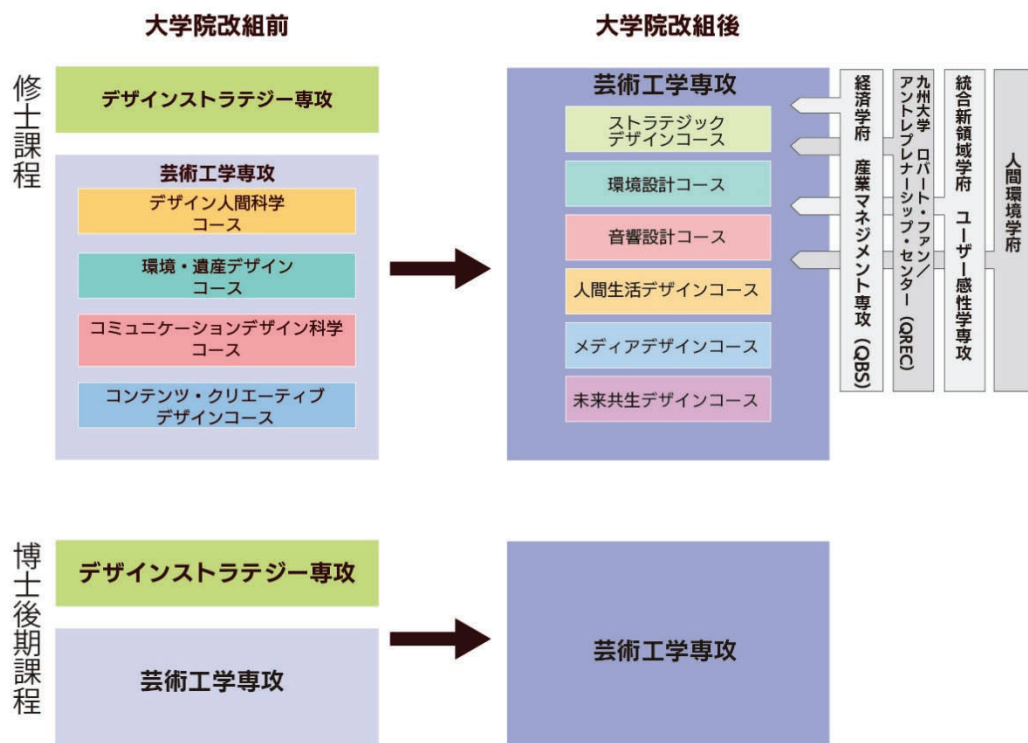 大学院改組前
大学院改組後
修士課程
デザインストラテジー専攻
芸術工学専攻
デザイン人間科学
コース
環境・遺産デザイン
コース
コミュニケーションデザイン科学
コース
コンテンツ・クリエーティブ
デザインコース
芸術工学専攻
ストラテジック
デザインコース
環境設計コース
音響設計コース
人間生活デザインコース
メディアデザインコース
未来共生デザインコース
経済学府 産業マネジメント専攻（QBS）
九州大学 ロバート・ファン／
アントレプレナーシップ・センター（QREC）
統合新領域学府 ユーザー感性学専攻
人間環境学府
博士後期課程
デザインストラテジー専攻
芸術工学専攻
芸術工学専攻